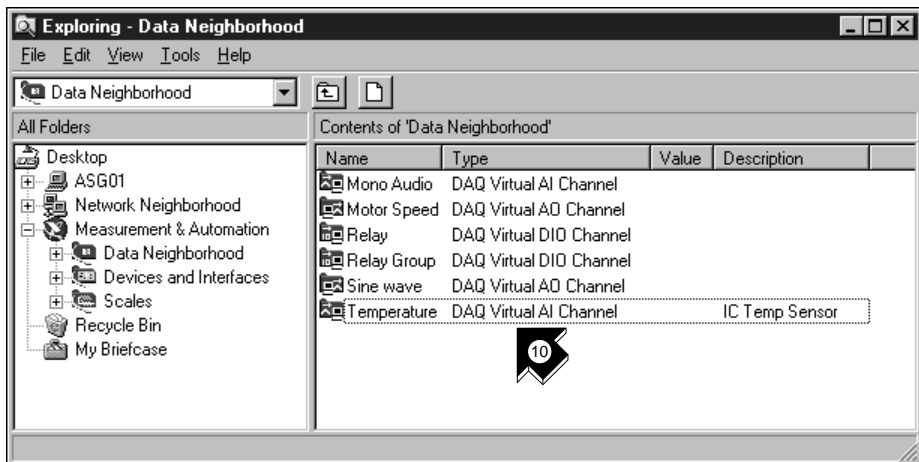 Exploring - Data Neighborhood
File Edit View Tools Help
Data Neighborhood
All Folders
Contents of 'Data Neighborhood'
Desktop
ASG01
Network Neighborhood
Measurement & Automation
Data Neighborhood
Devices and Interfaces
Scales
Recycle Bin
My Briefcase
Name Type Value Description
Mono Audio DAQ Virtual AI Channel
Motor Speed DAQ Virtual AO Channel
Relay DAQ Virtual DIO Channel
Relay Group DAQ Virtual DIO Channel
Sine wave DAQ Virtual AO Channel
Temperature DAQ Virtual AI Channel IC Temp Sensor
10